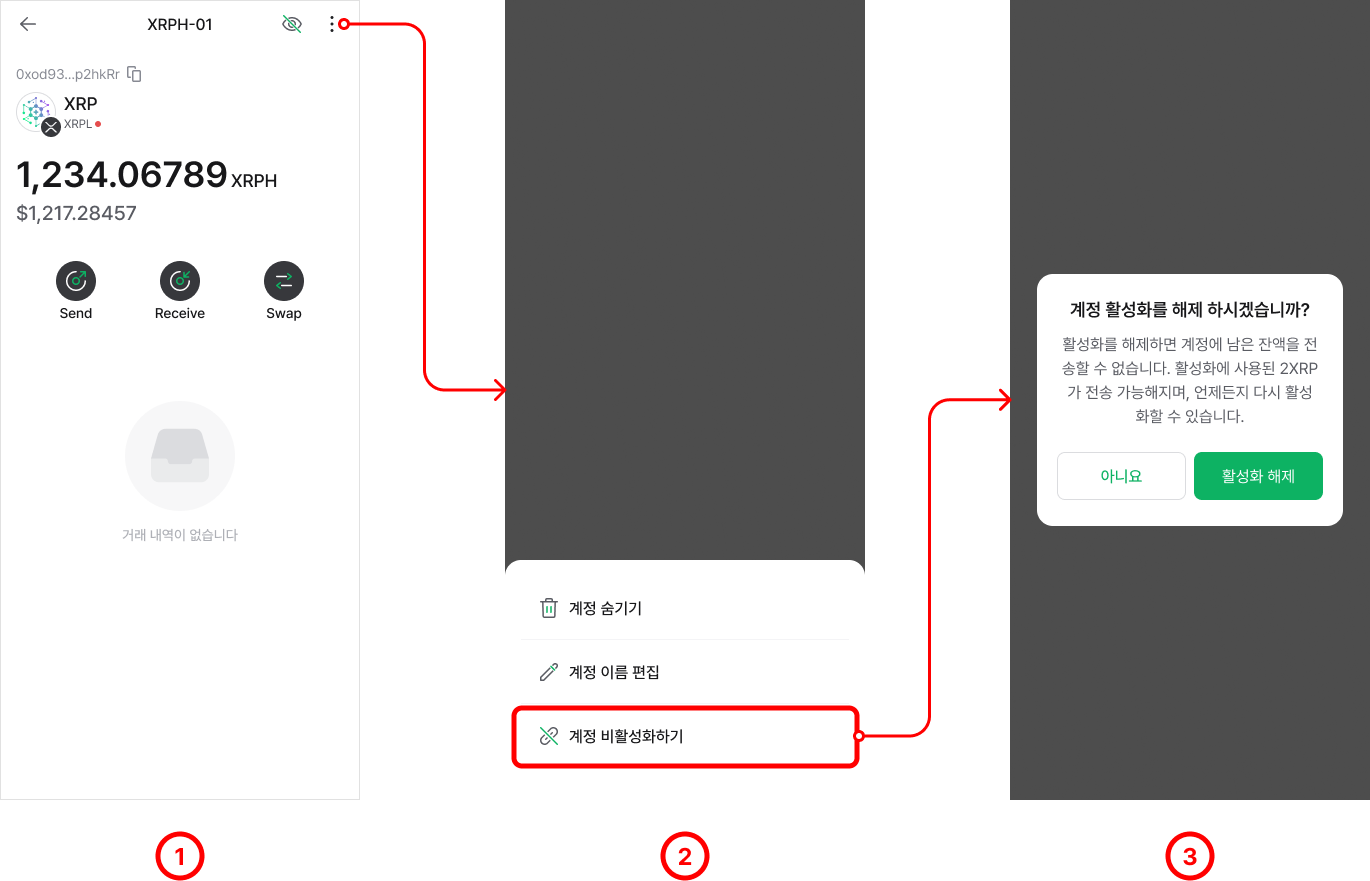 XRPH-01
0xod93...p2hkRr
XRP
XRPL
1,234.06789 XRPH
$1,217.28457
Send
Receive
Swap
거래 내역이 없습니다
1
계정 숨기기
계정 이름 편집
계정 비활성화하기
2
계정 활성화를 해제 하시겠습니까?
활성화를 해제하면 계정에 남은 잔액을 전
송할 수 없습니다. 활성화에 사용된 2XRP
가 전송 가능해지며, 언제든지 다시 활성
화할 수 있습니다.
아니요
활성화 해제
3